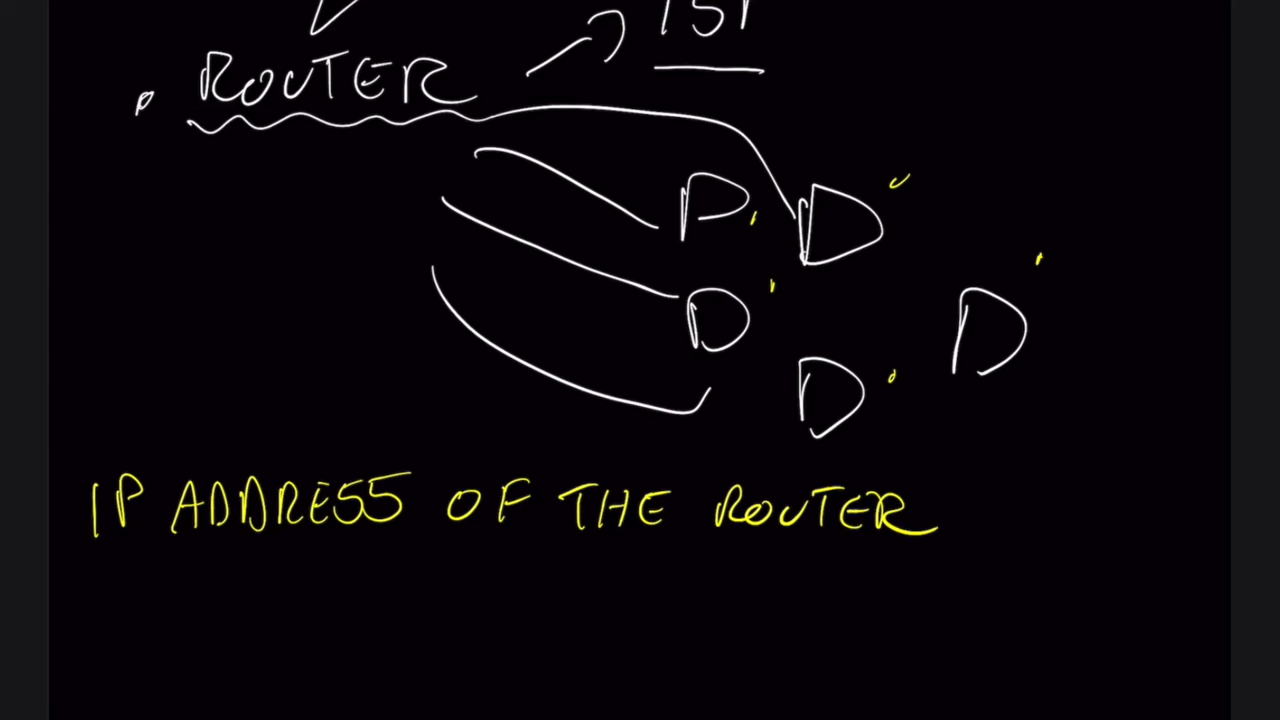 ISP
ROUTER
D D
D D
D
IP ADDRESS OF THE ROUTER